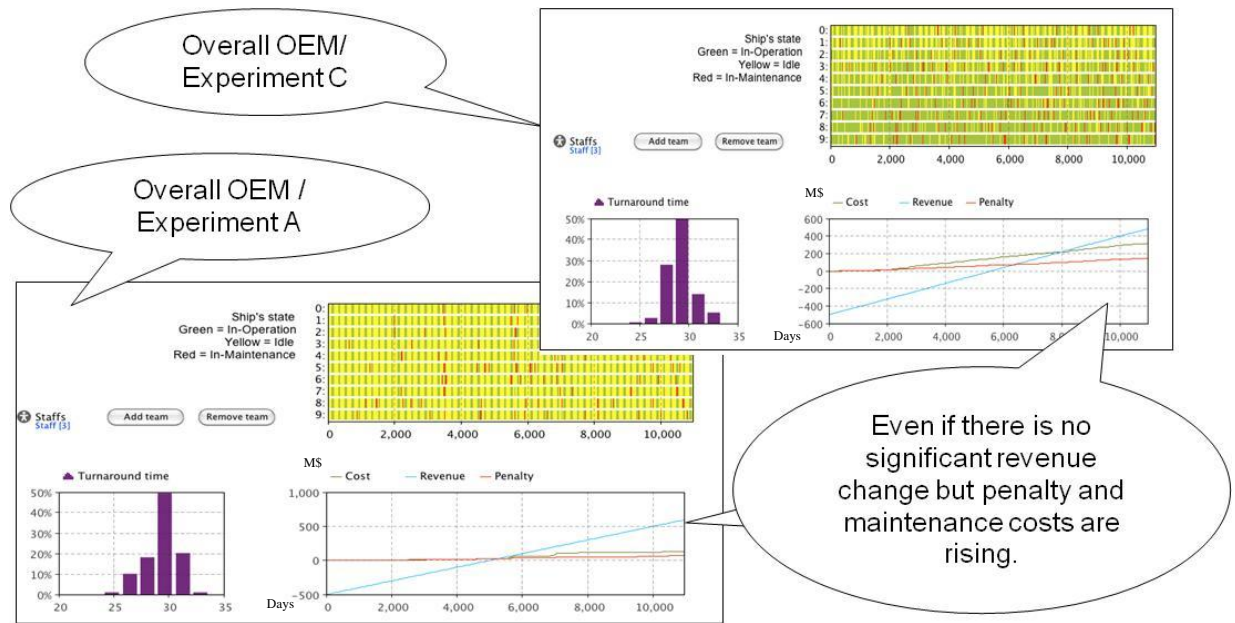 Overall OEM/
Experiment C
Overall OEM /
Experiment A
Ship's state
Green = In-Operation
Yellow = Idle
Red = In-Maintenance
0:
1:
2:
3:
4:
5:
6:
7:
8:
9:
0 2,000 4,000 6,000 8,000 10,000
Staffs
Staff [3]
Add team Remove team
Turnaround time
50%
40%
30%
20%
10%
0%
20 25 30 35
M$
Cost Revenue Penalty
600
400
200
0
-200
-400
-600
Days
0 2,000 4,000 6,000 8,000 10,000
Ship's state
Green = In-Operation
Yellow = Idle
Red = In-Maintenance
0:
1:
2:
3:
4:
5:
6:
7:
8:
9:
0 2,000 4,000 6,000 8,000 10,000
Staffs
Staff [3]
Add team Remove team
Turnaround time
50%
40%
30%
20%
10%
0%
20 25 30 35
M$
Cost Revenue Penalty
1,000
500
0
-500
Days
0 2,000 4,000 6,000 8,000 10,000
Even if there is no
significant revenue
change but penalty and
maintenance costs are
rising.